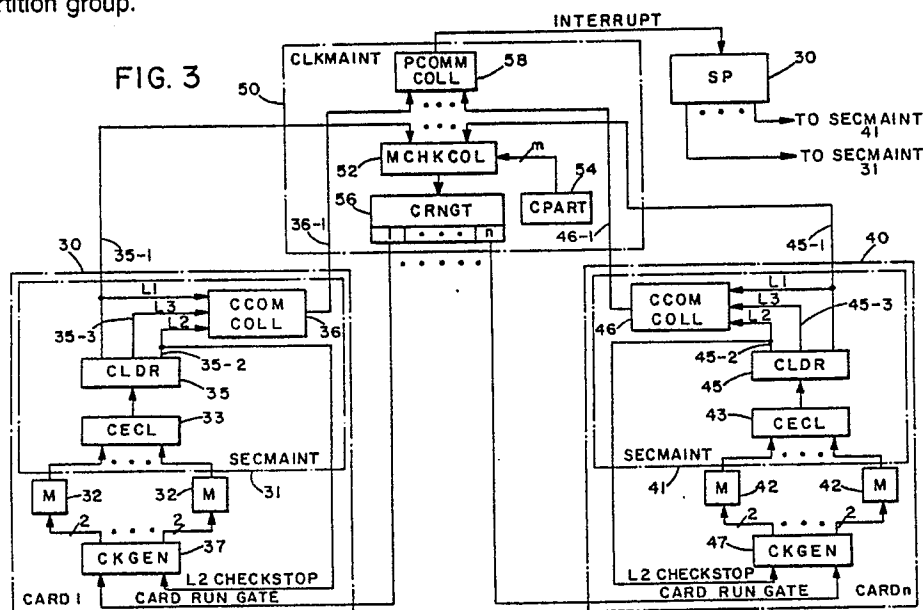 rtition group.
INTERRUPT
FIG. 3
CLKMAINT
50
PCOMM
COLL
58
SP
30
TO SECMAINT
41
TO SECMAINT
31
52
MCHKCOL
m
54
CPART
56
CRNGT
n
36-1
46-1
35-1
45-1
30
40
L1
L3
L2
CCOM
COLL
36
35-3
35-2
CLDR
35
CECL
33
SECMAINT
31
M
32
32
M
2
2
CKGEN
37
L2 CHECKSTOP
CARD RUN GATE
CARD 1
L1
L3
L2
CCOM
COLL
46
45-3
45-2
CLDR
45
43
CECL
SECMAINT
41
M
42
42
M
2
2
47
CKGEN
L2 CHECKSTOP
CARD RUN GATE
CARD n